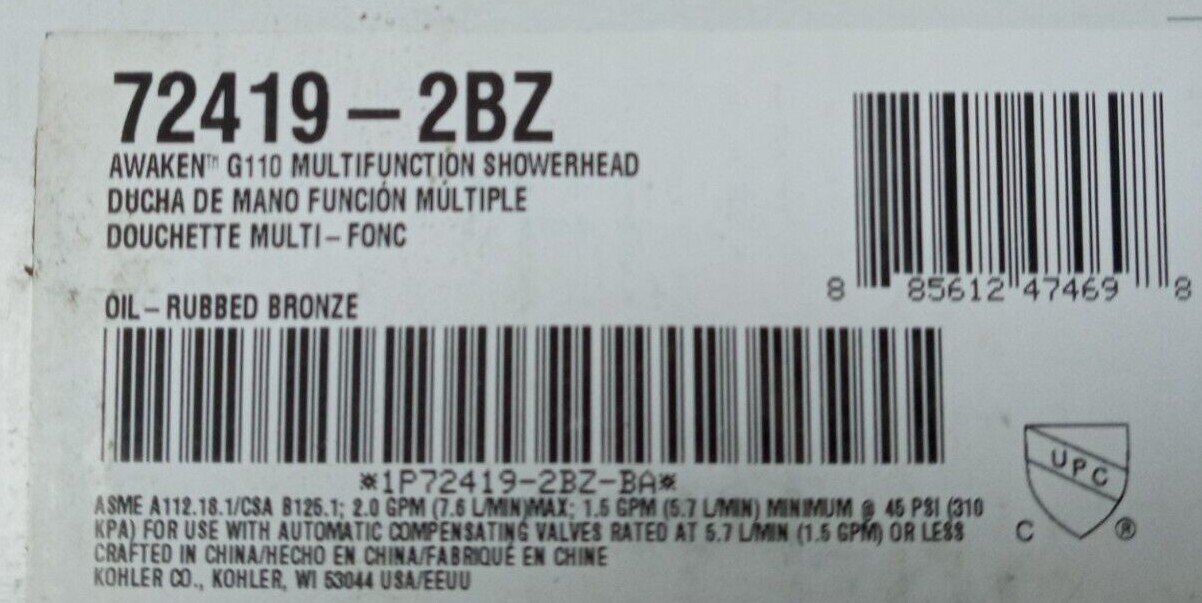 72419-2BZ
AWAKEN™ G110 MULTIFUNCTION SHOWERHEAD
DUCHA DE MANO FUNCIÓN MÚLTIPLE
DOUCHETTE MULTI-FONC
OIL-RUBBED BRONZE
8 85612 47469 8
*1P72419-2BZ-BA*
ASME A112.18.1/CSA B125.1; 2.0 GPM (7.6 L/MIN)MAX; 1.5 GPM (5.7 L/MIN) MINIMUM @ 45 PSI (310
KPA) FOR USE WITH AUTOMATIC COMPENSATING VALVES RATED AT 5.7 L/MIN (1.5 GPM) OR LESS
CRAFTED IN CHINA/HECHO EN CHINA/FABRIQUÉ EN CHINE
KOHLER CO., KOHLER, WI 53044 USA/EEUU
UPC
C ®